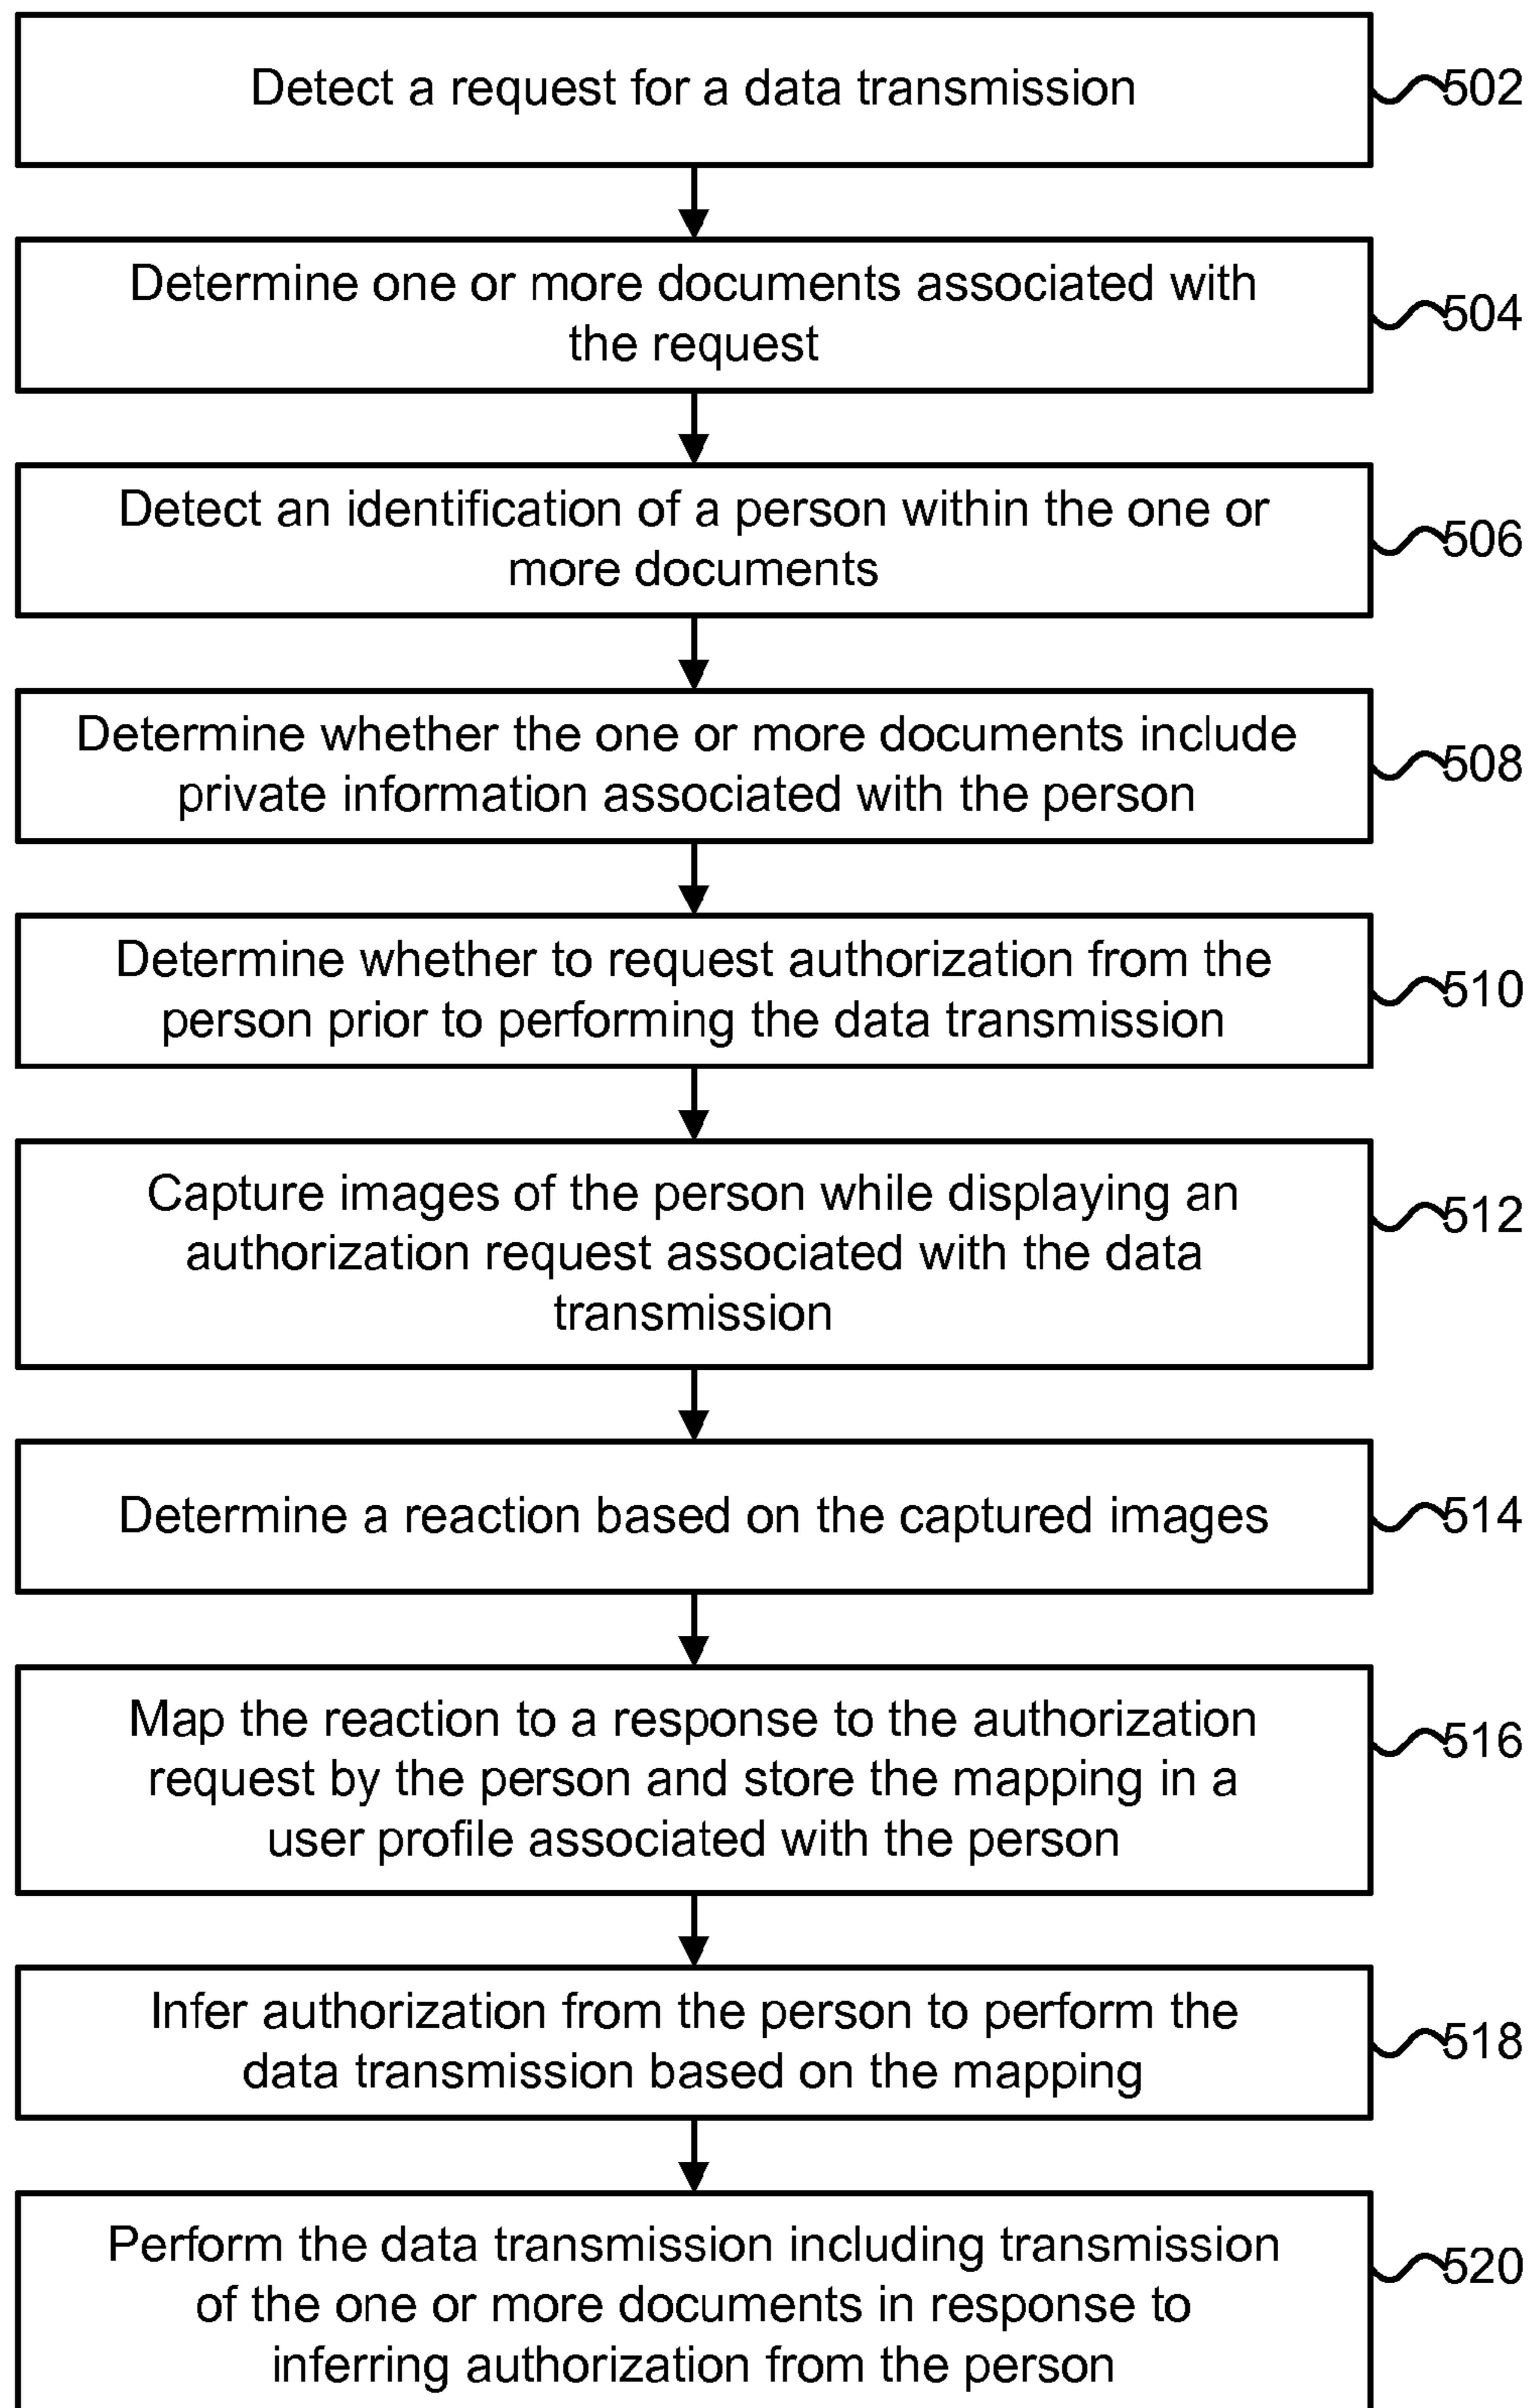 Detect a request for a data transmission
502
Determine one or more documents associated with
the request
504
Detect an identification of a person within the one or
more documents
506
Determine whether the one or more documents include
private information associated with the person
508
Determine whether to request authorization from the
person prior to performing the data transmission
510
Capture images of the person while displaying an
authorization request associated with the data
transmission
512
Determine a reaction based on the captured images
514
Map the reaction to a response to the authorization
request by the person and store the mapping in a
user profile associated with the person
516
Infer authorization from the person to perform the
data transmission based on the mapping
518
Perform the data transmission including transmission
of the one or more documents in response to
inferring authorization from the person
520